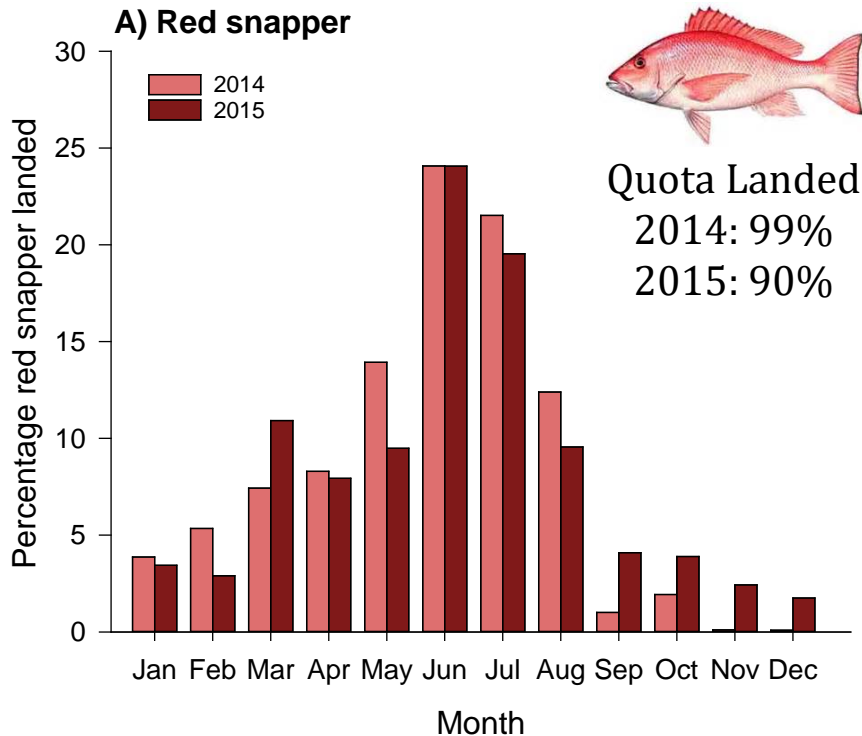 A) Red snapper
30
25
20
15
10
5
0
Percentage red snapper landed
2014
2015
Quota Landed
2014: 99%
2015: 90%
Jan Feb Mar Apr May Jun Jul Aug Sep Oct Nov Dec
Month